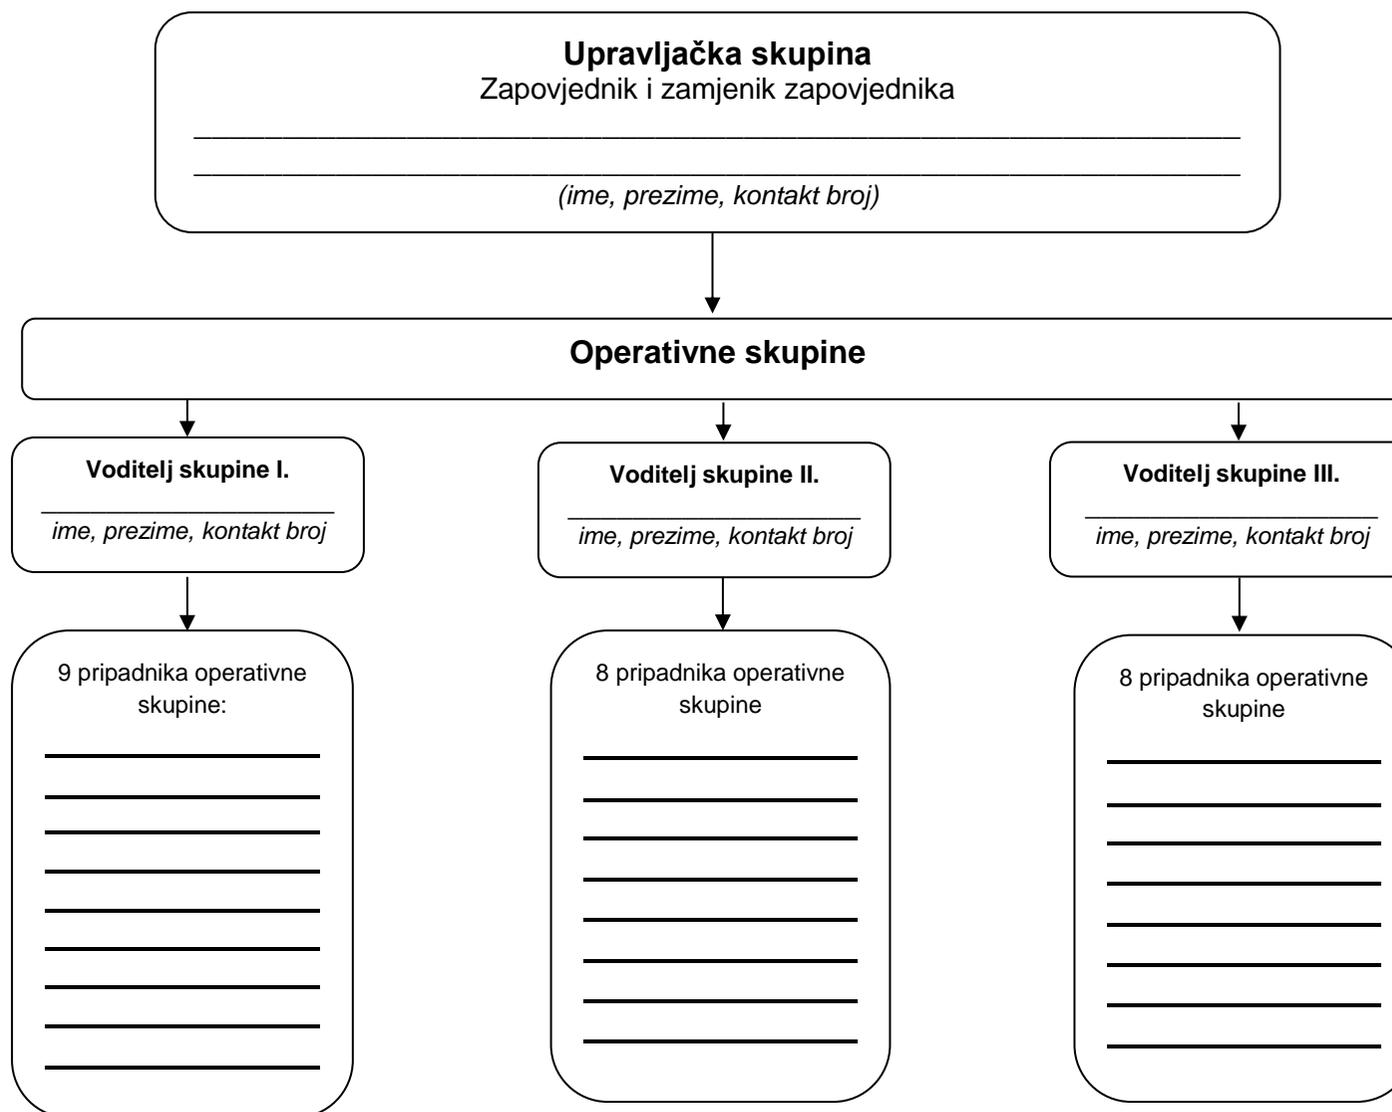 Upravljačka skupina
Zapovjednik i zamjenik zapovjednika
(ime, prezime, kontakt broj)
Operativne skupine
Voditelj skupine I.
ime, prezime, kontakt broj
Voditelj skupine II.
ime, prezime, kontakt broj
Voditelj skupine III.
ime, prezime, kontakt broj
9 pripadnika operativne
skupine:
8 pripadnika operativne
skupine
8 pripadnika operativne
skupine